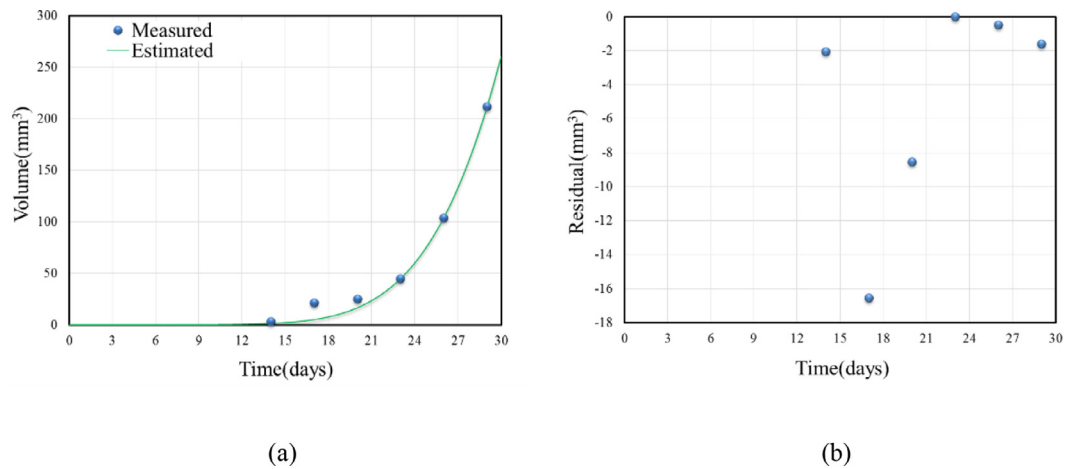 300
250
200
150
100
50
0
Volume(mm³)
Measured
Estimated
0 3 6 9 12 15 18 21 24 27 30
Time(days)
(a)
0
-2
-4
-6
-8
-10
-12
-14
-16
-18
Residual(mm³)
0 3 6 9 12 15 18 21 24 27 30
Time(days)
(b)